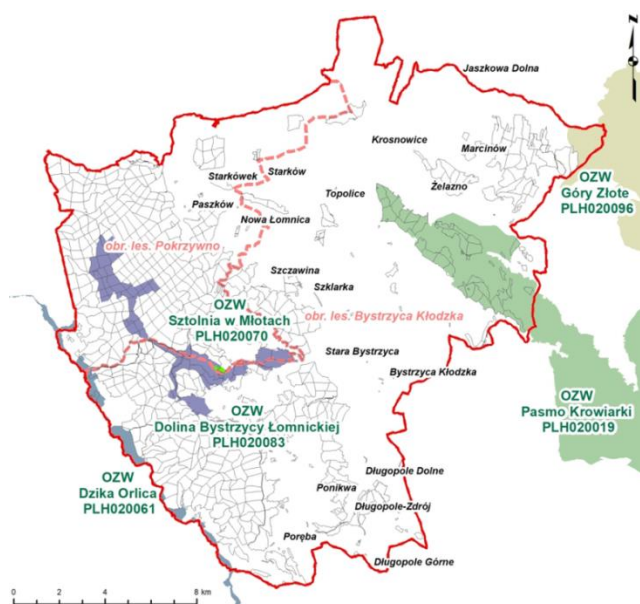 N
Jaszkowa Dolna
Krosnowice
Marcinów
Starków
Starkówek
Żelazno
OZW
Góry Złote
PLH020096
Topolice
Paszków
Nowa Łomnica
obr. les. Pokrzywno
Szczawina
Szklarka
OZW
Sztolnia w Młotach
PLH020070
obr. les. Bystrzyca Kłodzka
Stara Bystrzyca
Bystrzyca Kłodzka
OZW
Pasmo Krowiarki
PLH020019
OZW
Dolina Bystrzycy Łomnickiej
PLH020083
OZW
Dzika Orlica
PLH020061
Długopole Dolne
Ponikwa
Długopole-Zdrój
Poręba
Długopole Górne
0 2 4 8 km